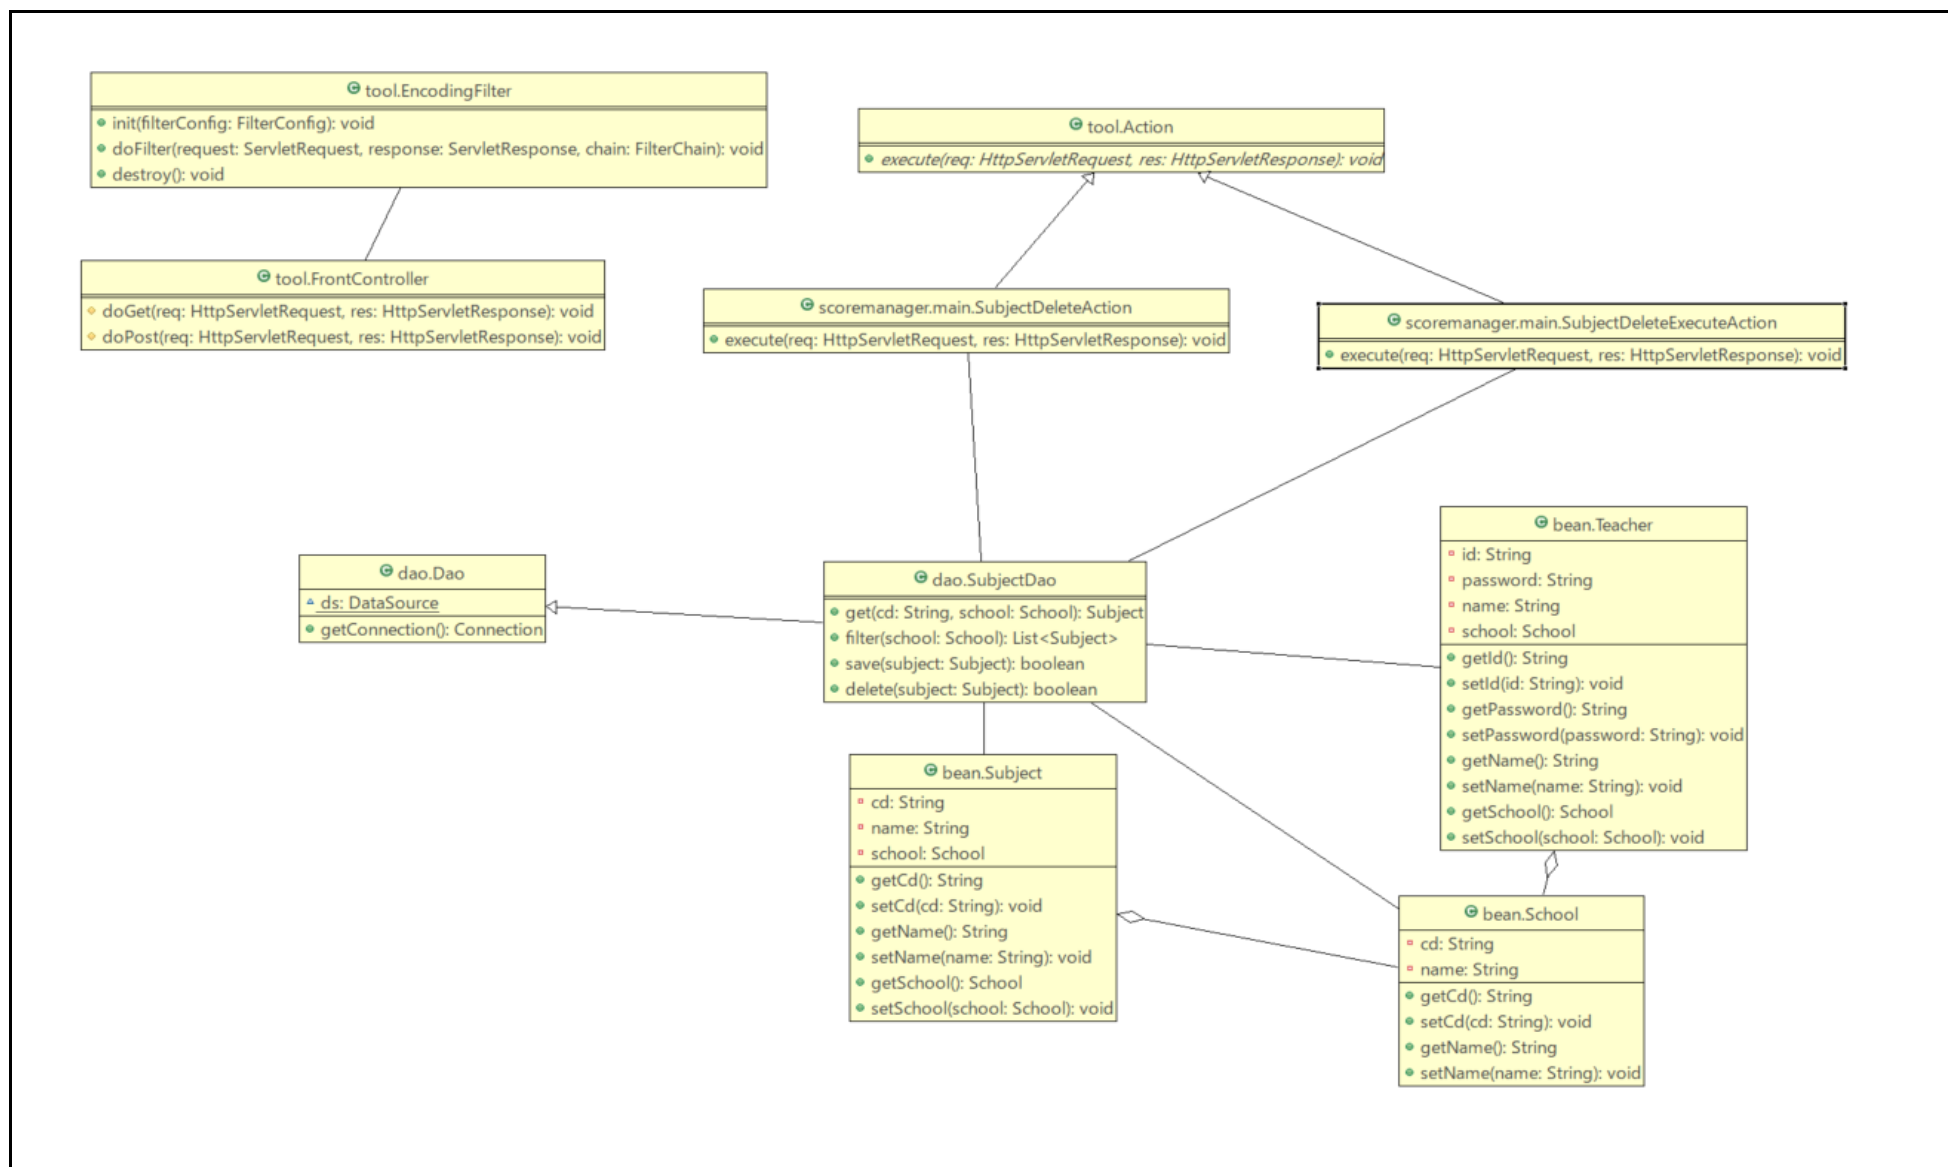 tool.EncodingFilter
init(filterConfig: FilterConfig): void
doFilter(request: ServletRequest, response: ServletResponse, chain: FilterChain): void
destroy(): void
tool.Action
execute(req: HttpServletRequest, res: HttpServletResponse): void
tool.FrontController
doGet(req: HttpServletRequest, res: HttpServletResponse): void
doPost(req: HttpServletRequest, res: HttpServletResponse): void
scoremanager.main.SubjectDeleteAction
execute(req: HttpServletRequest, res: HttpServletResponse): void
scoremanager.main.SubjectDeleteExecuteAction
execute(req: HttpServletRequest, res: HttpServletResponse): void
dao.Dao
ds: DataSource
getConnection(): Connection
dao.SubjectDao
get(cd: String, school: School): Subject
filter(school: School): List<Subject>
save(subject: Subject): boolean
delete(subject: Subject): boolean
bean.Teacher
id: String
password: String
name: String
school: School
getId(): String
setId(id: String): void
getPassword(): String
setPassword(password: String): void
getName(): String
setName(name: String): void
getSchool(): School
setSchool(school: School): void
bean.Subject
cd: String
name: String
school: School
getCd(): String
setCd(cd: String): void
getName(): String
setName(name: String): void
getSchool(): School
setSchool(school: School): void
bean.School
cd: String
name: String
getCd(): String
setCd(cd: String): void
getName(): String
setName(name: String): void